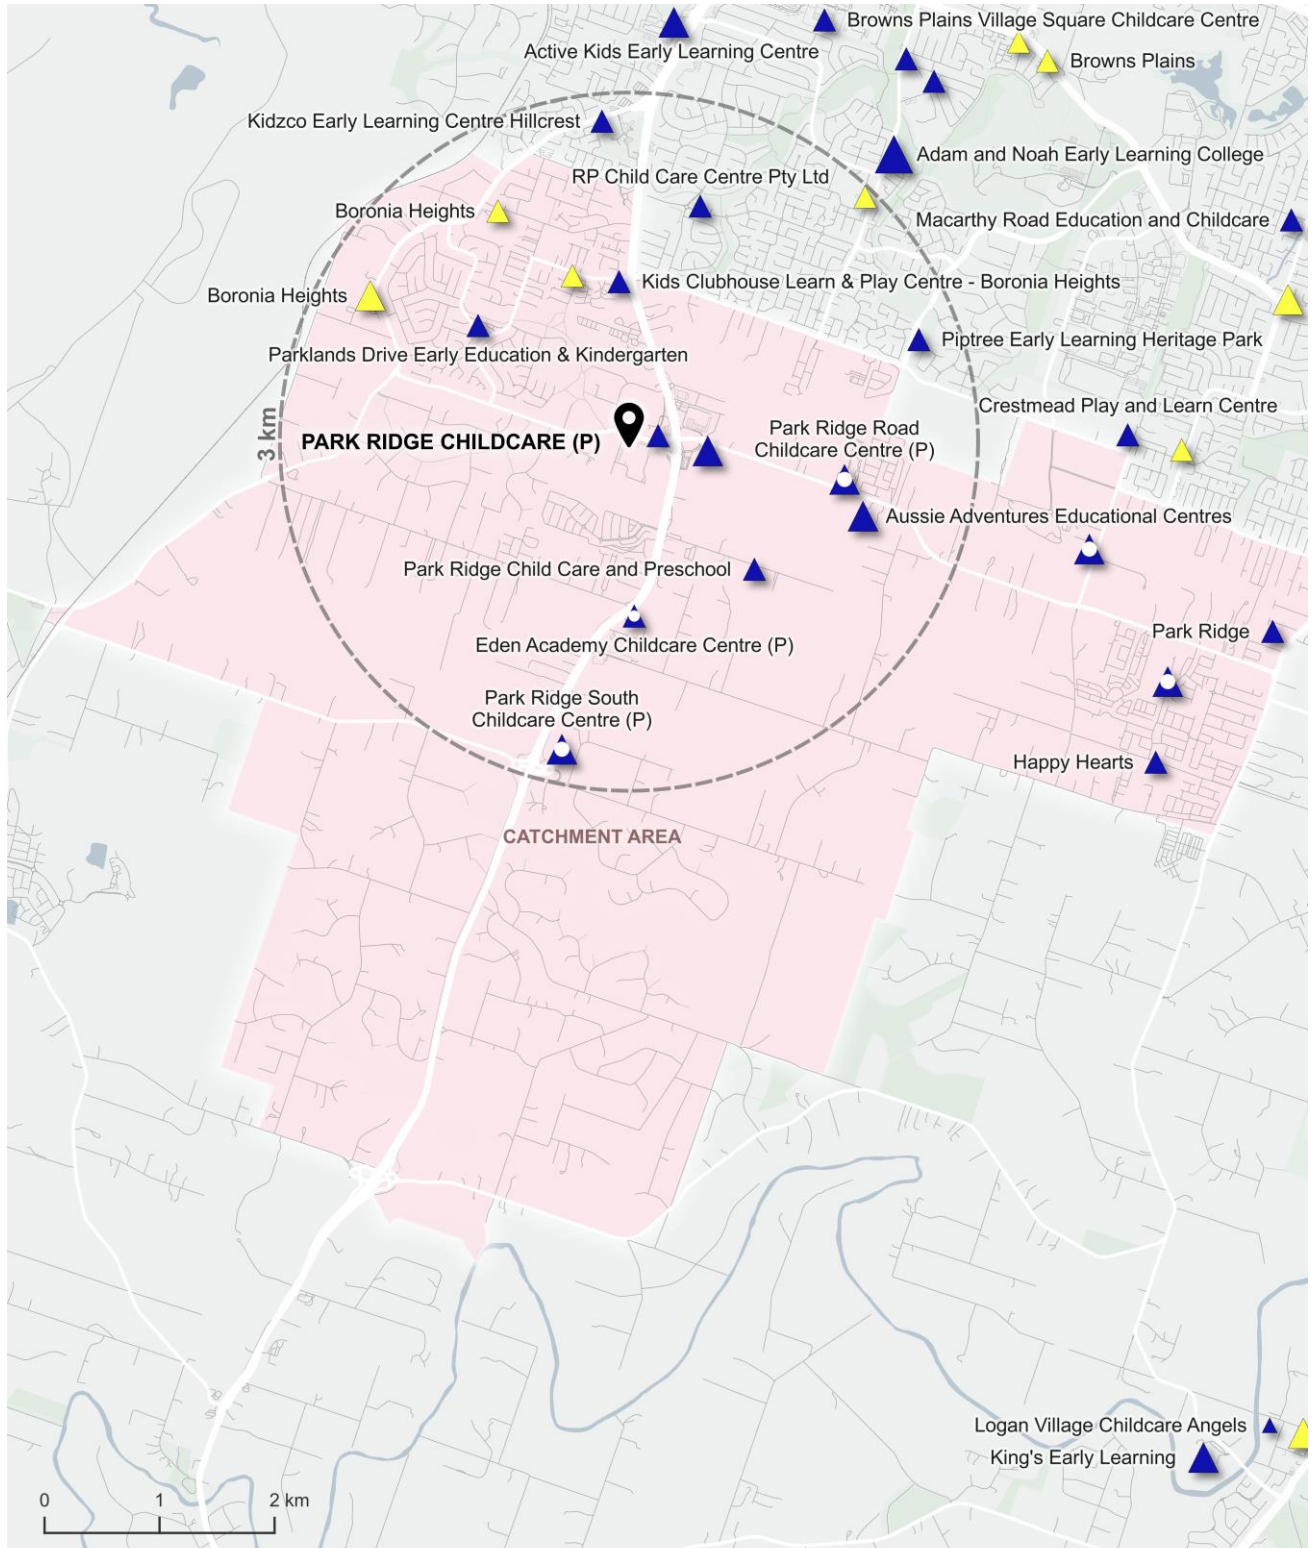 Browns Plains Village Square Childcare Centre
Active Kids Early Learning Centre
Browns Plains
Kidzco Early Learning Centre Hillcrest
Adam and Noah Early Learning College
RP Child Care Centre Pty Ltd
Boronia Heights
Macarthy Road Education and Childcare
Kids Clubhouse Learn & Play Centre - Boronia Heights
Boronia Heights
Piptree Early Learning Heritage Park
Parklands Drive Early Education & Kindergarten
Crestmead Play and Learn Centre
3 km
PARK RIDGE CHILDCARE (P)
Park Ridge Road
Childcare Centre (P)
Aussie Adventures Educational Centres
Park Ridge Child Care and Preschool
Park Ridge
Eden Academy Childcare Centre (P)
Park Ridge South
Childcare Centre (P)
Happy Hearts
CATCHMENT AREA
Logan Village Childcare Angels
King's Early Learning
0 1 2 km